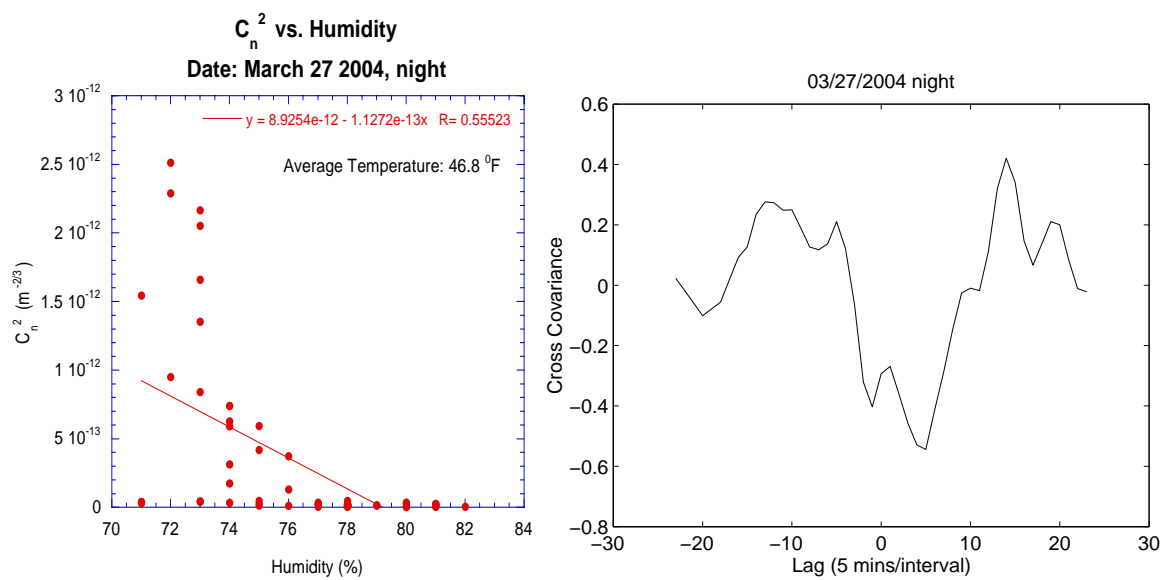 C_n^2 vs. Humidity
Date: March 27 2004, night
3 10^-12
2.5 10^-12
2 10^-12
1.5 10^-12
1 10^-12
5 10^-13
0
C_n^2 (m^-2/3)
y = 8.9254e-12 - 1.1272e-13x R= 0.55523
Average Temperature: 46.8 ^0F
70 72 74 76 78 80 82 84
Humidity (%)
03/27/2004 night
0.6
0.4
0.2
0
−0.2
−0.4
−0.6
−0.8
Cross Covariance
−30 −20 −10 0 10 20 30
Lag (5 mins/interval)